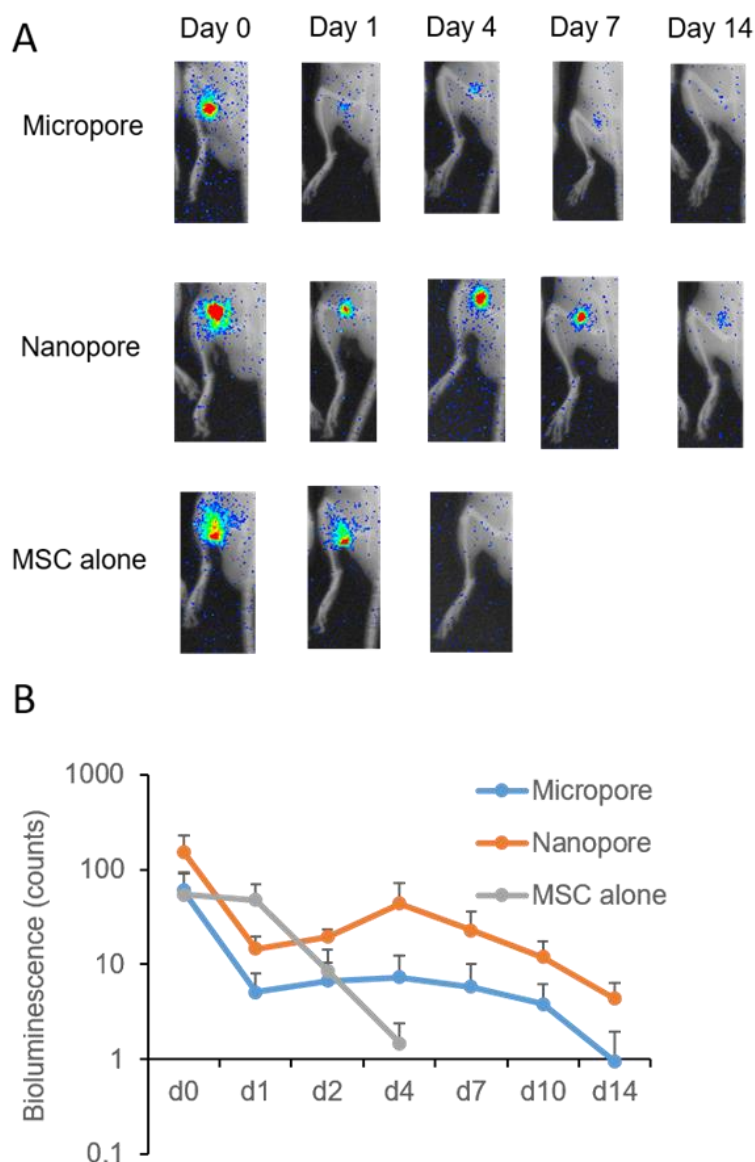 A
Day 0 Day 1 Day 4 Day 7 Day 14
Micropore
Nanopore
MSC alone
B
Bioluminescence (counts)
1000
100
10
1
0.1
d0 d1 d2 d4 d7 d10 d14
Micropore
Nanopore
MSC alone